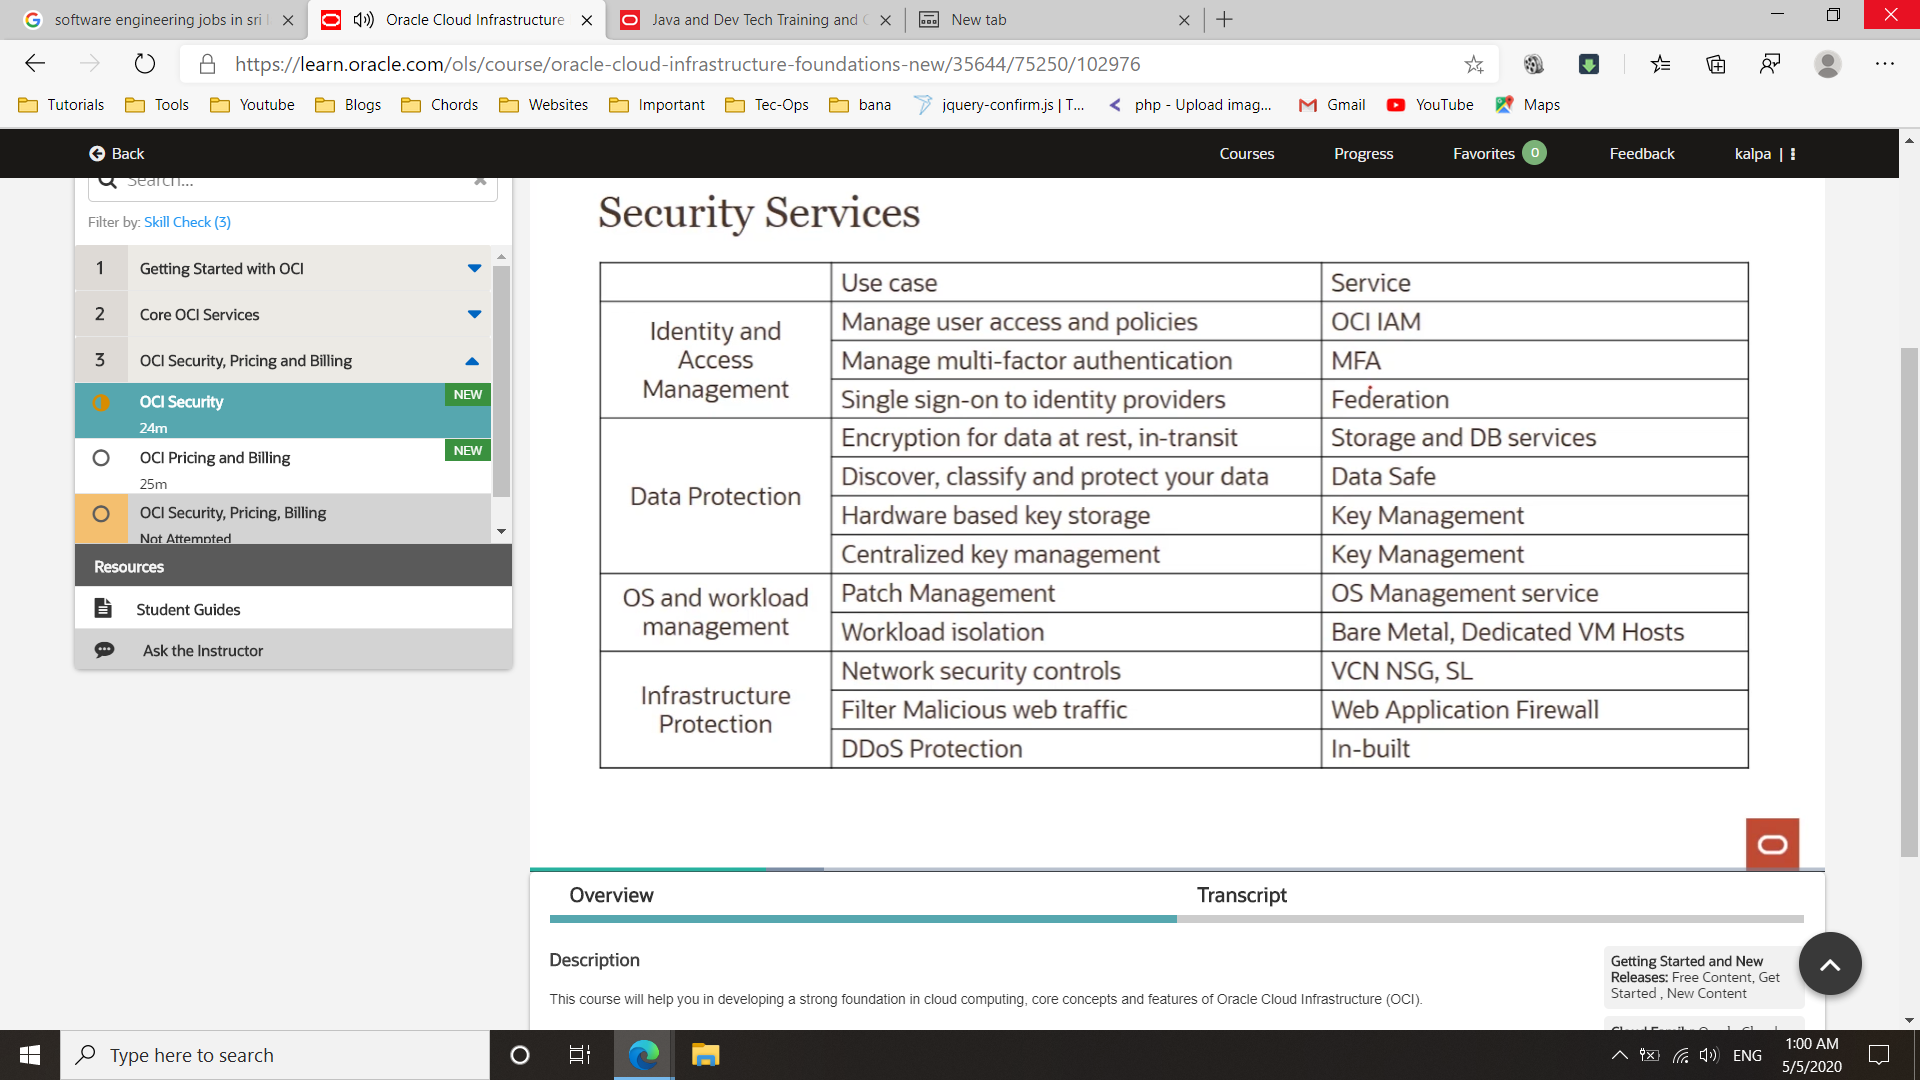 software engineering jobs in sri
Oracle Cloud Infrastructure
Java and Dev Tech Training and
New tab
https://learn.oracle.com/ols/course/oracle-cloud-infrastructure-foundations-new/35644/75250/102976
Tutorials
Tools
Youtube
Blogs
Chords
Websites
Important
Tec-Ops
bana
jquery-confirm.js | T...
php - Upload imag...
Gmail
YouTube
Maps
Back
Courses
Progress
Favorites 0
Feedback
kalpa |
Search...
Filter by: Skill Check (3)
1 Getting Started with OCI
2 Core OCI Services
3 OCI Security, Pricing and Billing
OCI Security NEW
24m
OCI Pricing and Billing NEW
25m
OCI Security, Pricing, Billing
Not Attempted
Resources
Student Guides
Ask the Instructor
Security Services
Use case Service
Identity and Access Management
Manage user access and policies OCI IAM
Manage multi-factor authentication MFA
Single sign-on to identity providers Federation
Data Protection
Encryption for data at rest, in-transit Storage and DB services
Discover, classify and protect your data Data Safe
Hardware based key storage Key Management
Centralized key management Key Management
OS and workload management
Patch Management OS Management service
Workload isolation Bare Metal, Dedicated VM Hosts
Infrastructure Protection
Network security controls VCN NSG, SL
Filter Malicious web traffic Web Application Firewall
DDoS Protection In-built
Overview
Transcript
Description
This course will help you in developing a strong foundation in cloud computing, core concepts and features of Oracle Cloud Infrastructure (OCI).
Getting Started and New
Releases: Free Content, Get
Started , New Content
Type here to search
ENG
1:00 AM
5/5/2020